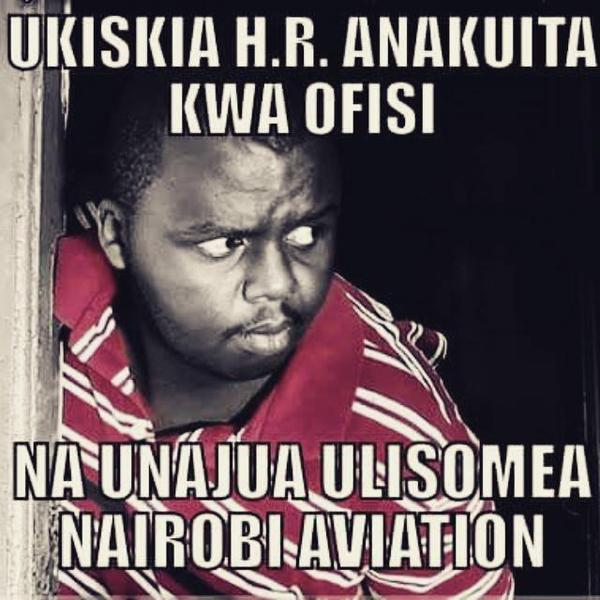 UKISKIA H.R. ANAKUITA
KWA OFISI
NA UNAJUA ULISOMEA
NAIROBI AVIATION